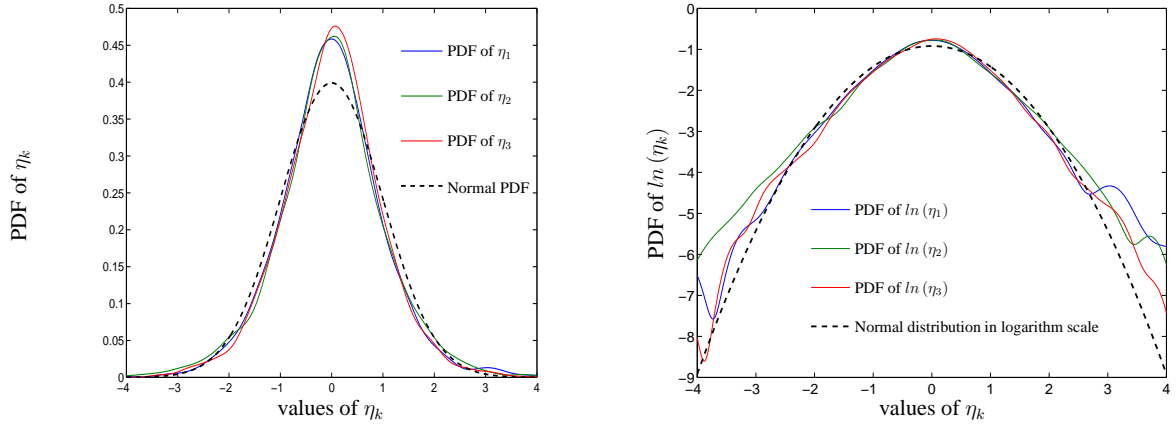 0.5
0.45
0.4
0.35
0.3
0.25
0.2
0.15
0.1
0.05
0
PDF of η_k
PDF of η_1
PDF of η_2
PDF of η_3
Normal PDF
−4 −3 −2 −1 0 1 2 3 4
values of η_k
0
−1
−2
−3
−4
−5
−6
−7
−8
−9
PDF of ln (η_k)
PDF of ln (η_1)
PDF of ln (η_2)
PDF of ln (η_3)
Normal distribution in logarithm scale
−4 −3 −2 −1 0 1 2 3 4
values of η_k